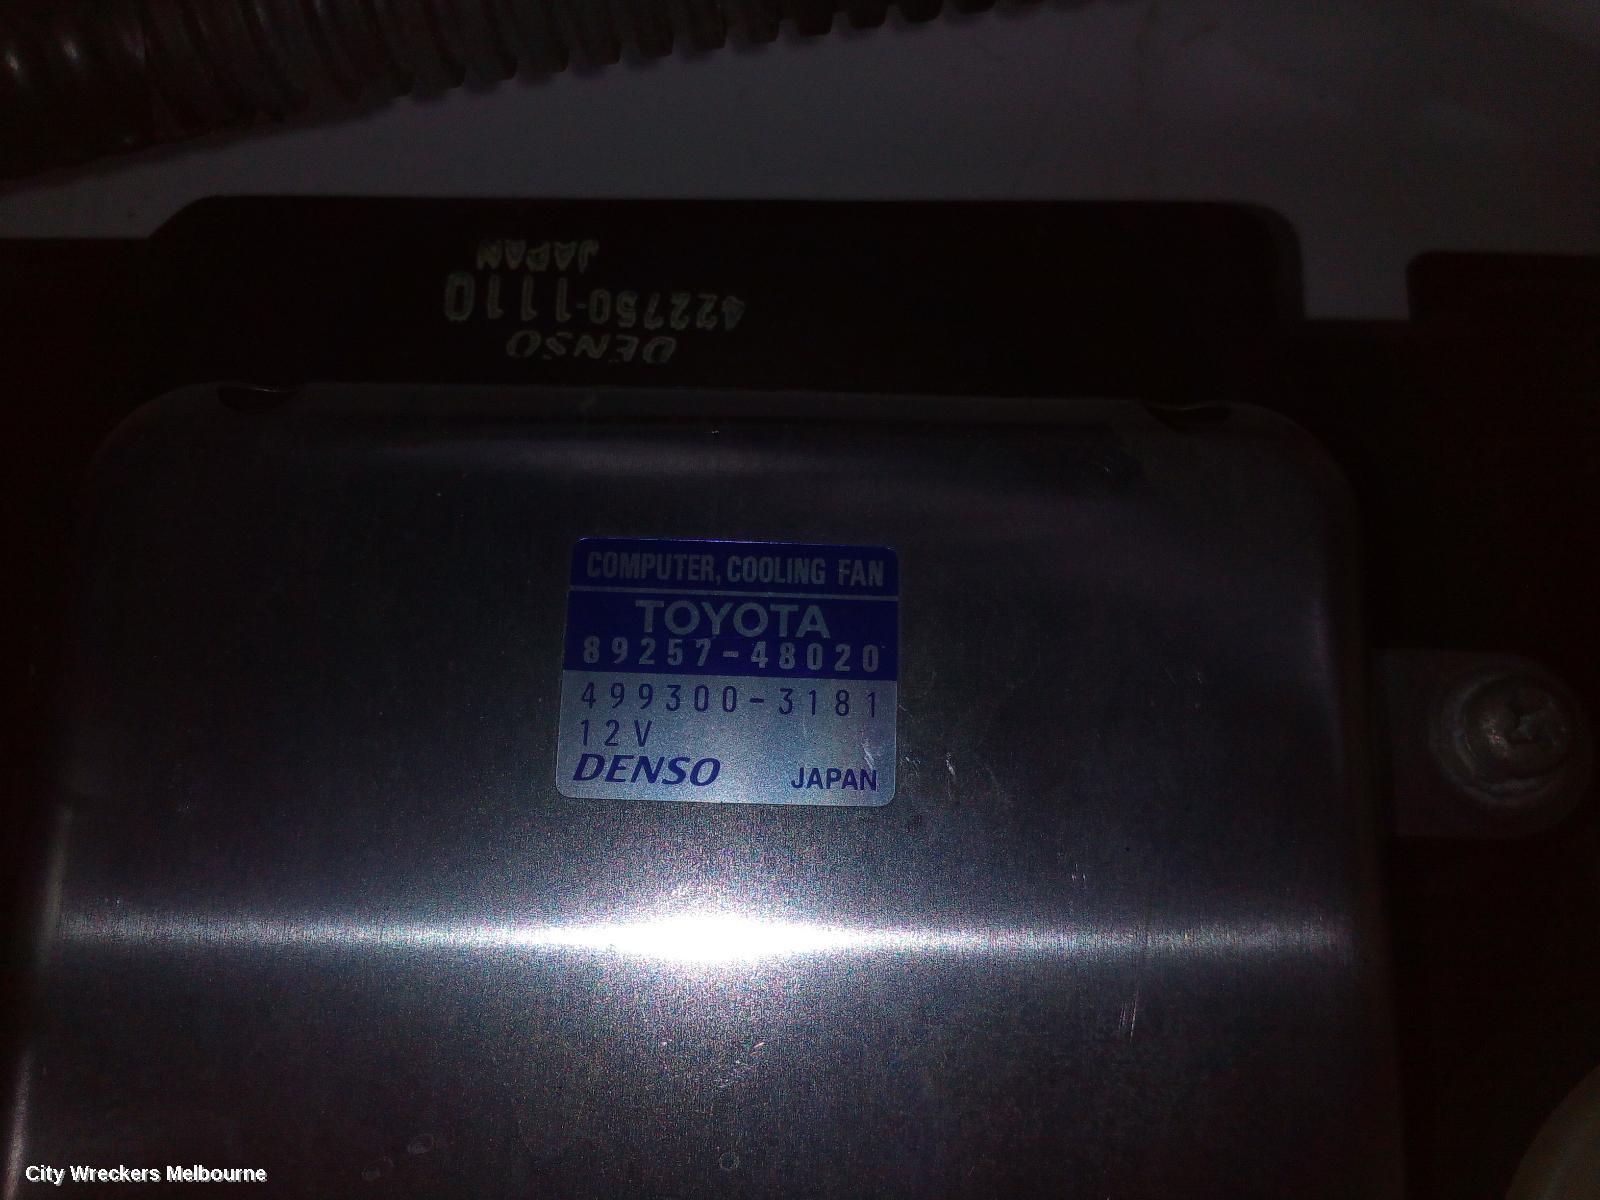 DENSO
422750-1110
JAPAN
COMPUTER, COOLING FAN
TOYOTA
89257-48020
499300-3181
12V
DENSO JAPAN
City Wreckers Melbourne